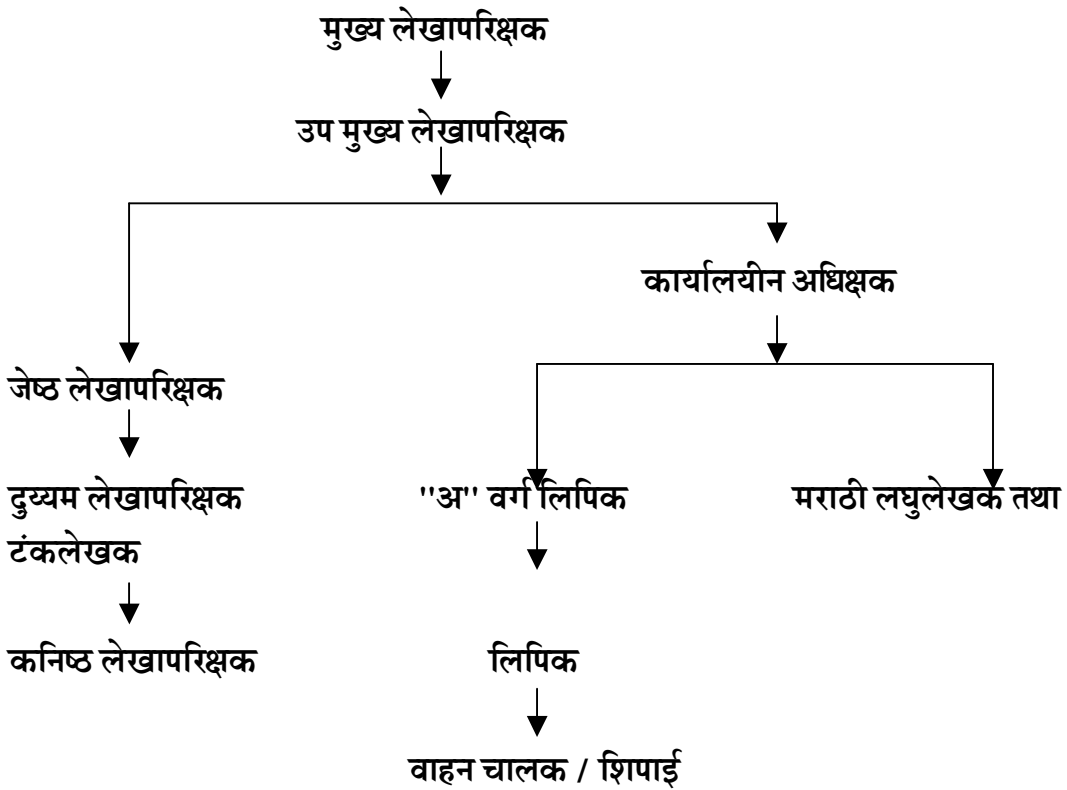 मुख्य लेखापरिक्षक
उप मुख्य लेखापरिक्षक
कार्यालयीन अधिक्षक
जेष्ठ लेखापरिक्षक
दुय्यम लेखापरिक्षक ''अ'' वर्ग लिपिक मराठी लघुलेखक तथा
टंकलेखक
कनिष्ठ लेखापरिक्षक लिपिक
वाहन चालक / शिपाई